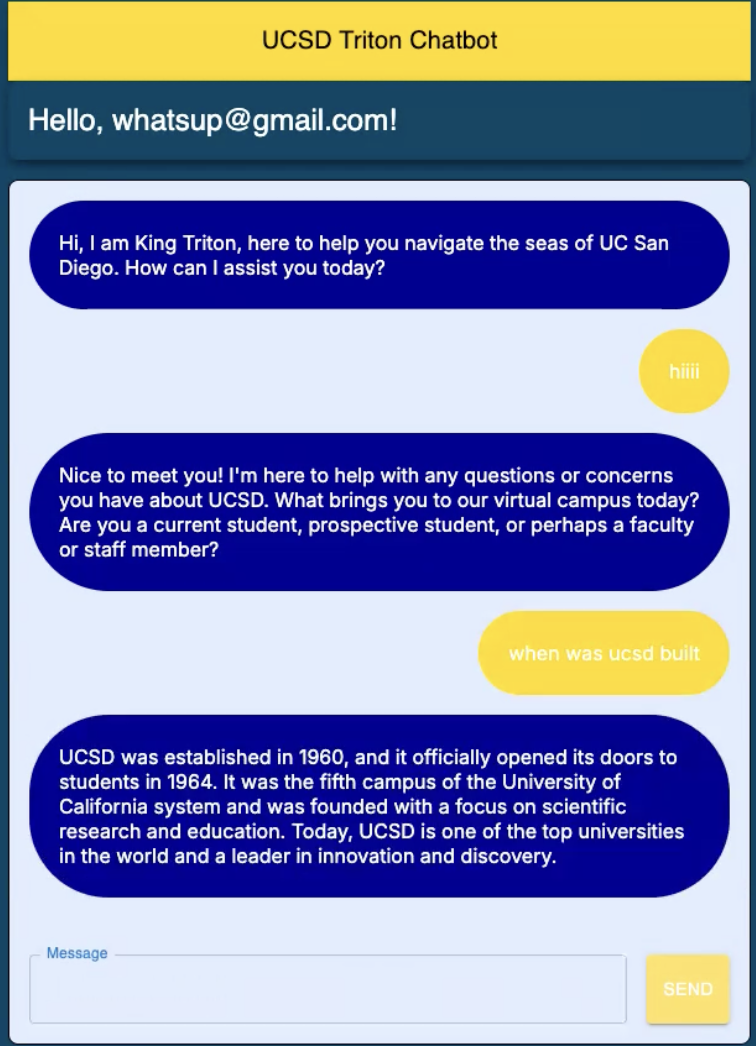 UCSD Triton Chatbot
Hello, whatsup@gmail.com!
Hi, I am King Triton, here to help you navigate the seas of UC San
Diego. How can I assist you today?
hiiii
Nice to meet you! I'm here to help with any questions or concerns
you have about UCSD. What brings you to our virtual campus today?
Are you a current student, prospective student, or perhaps a faculty
or staff member?
when was ucsd built
UCSD was established in 1960, and it officially opened its doors to
students in 1964. It was the fifth campus of the University of
California system and was founded with a focus on scientific
research and education. Today, UCSD is one of the top universities
in the world and a leader in innovation and discovery.
Message
SEND